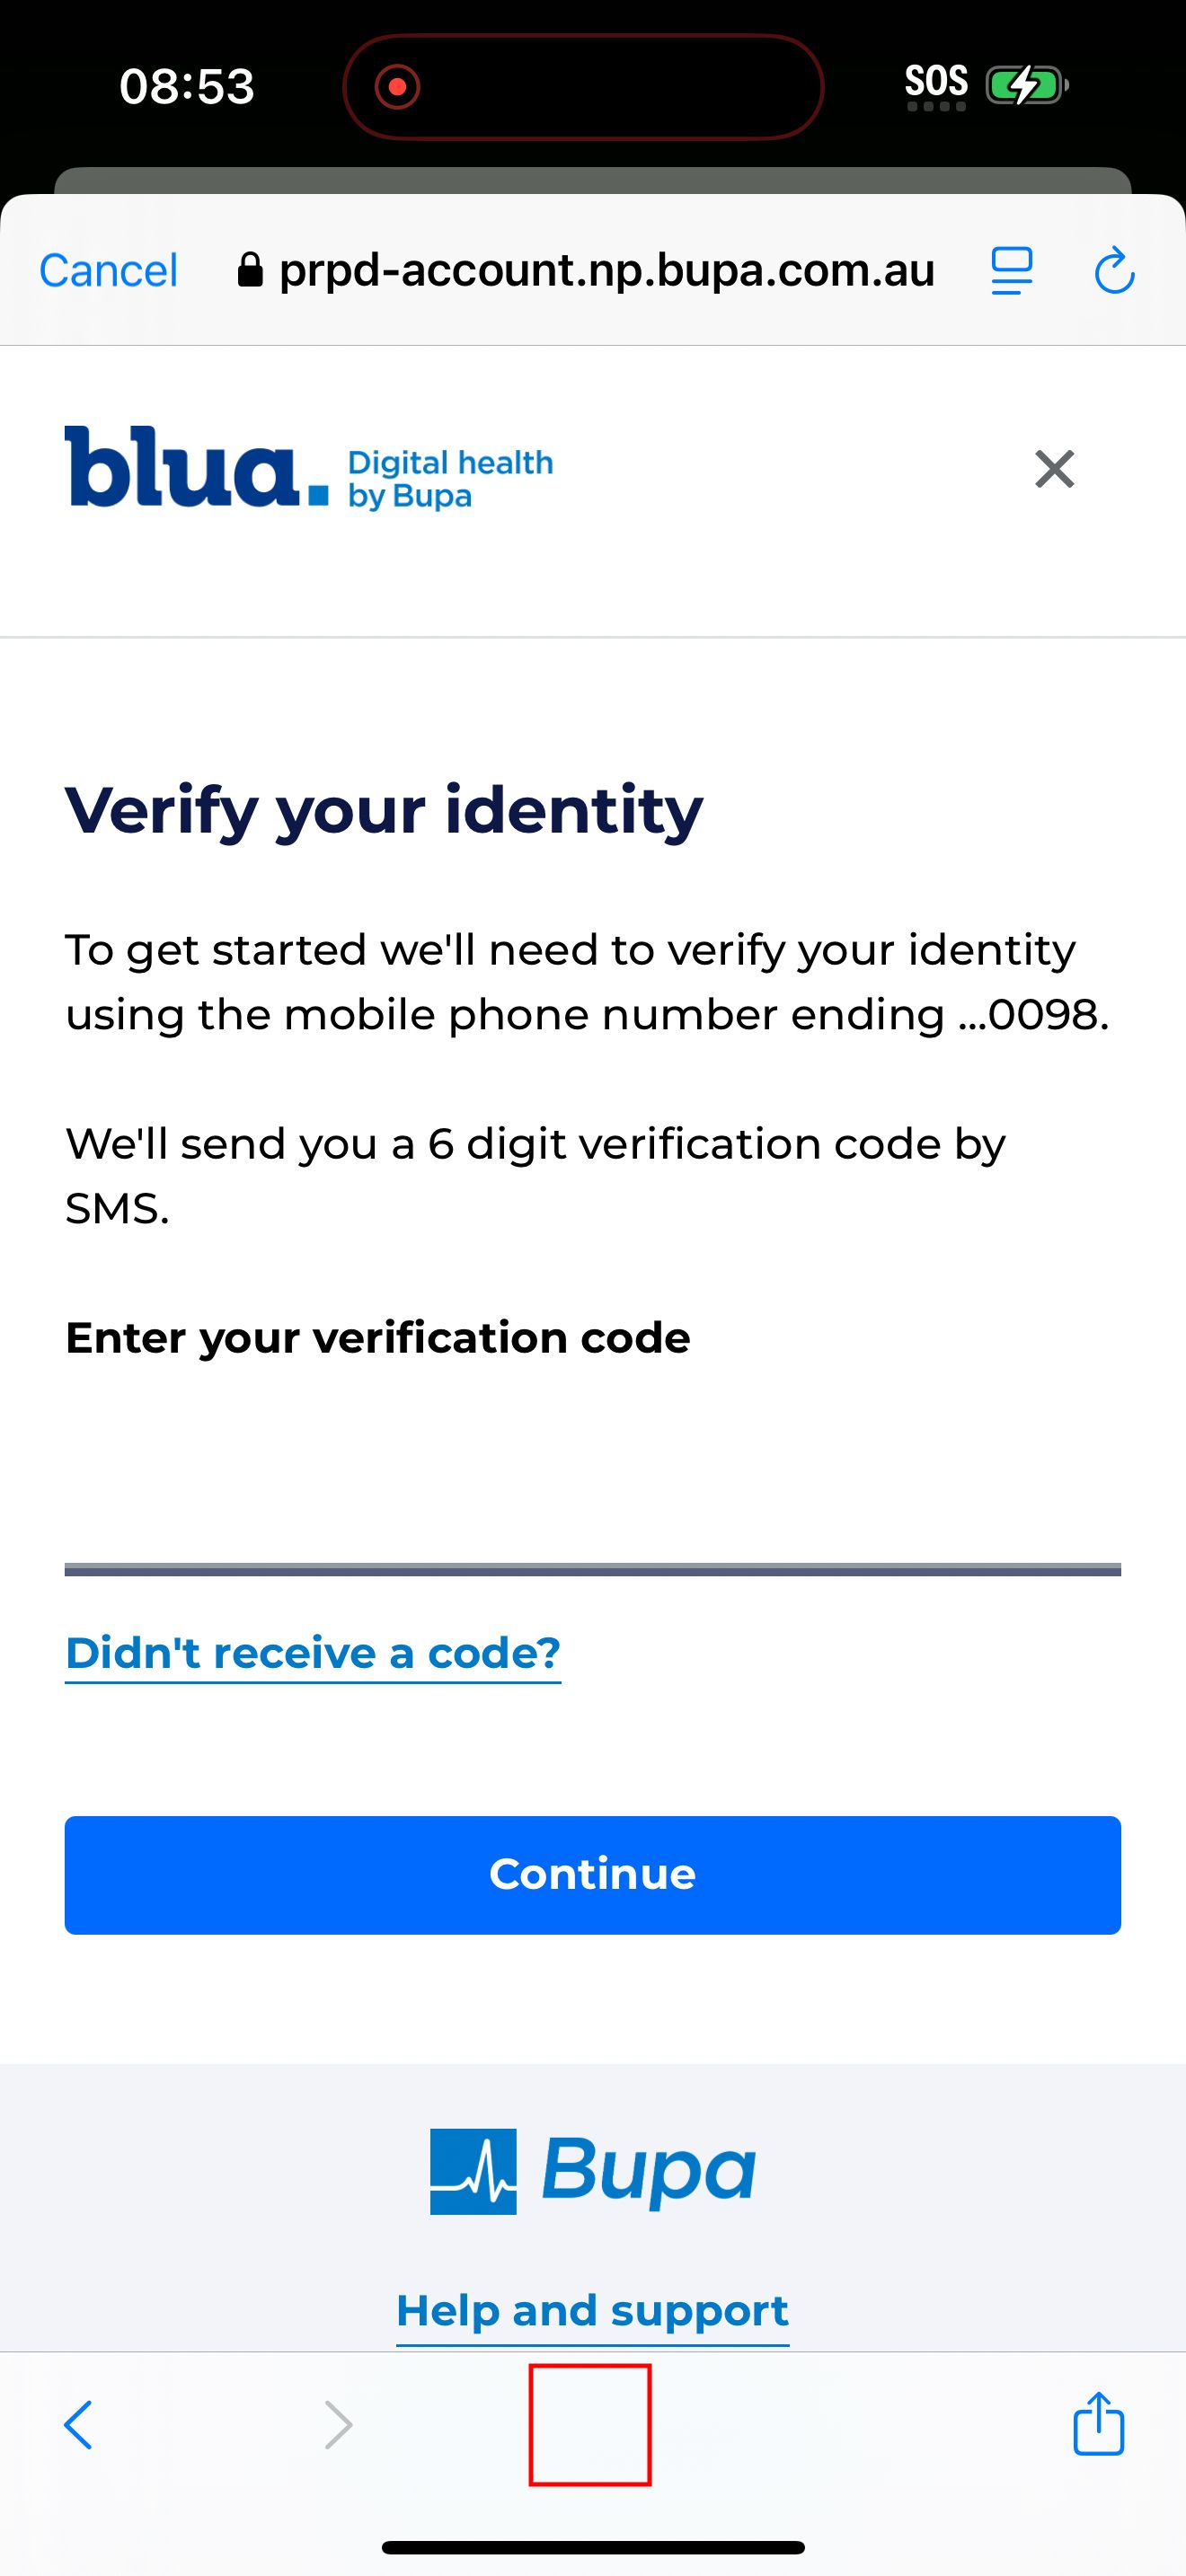 08:53
SOS
Cancel
prpd-account.np.bupa.com.au
blua.
Digital health
by Bupa
Verify your identity
To get started we'll need to verify your identity
using the mobile phone number ending ...0098.
We'll send you a 6 digit verification code by
SMS.
Enter your verification code
Didn't receive a code?
Continue
Bupa
Help and support